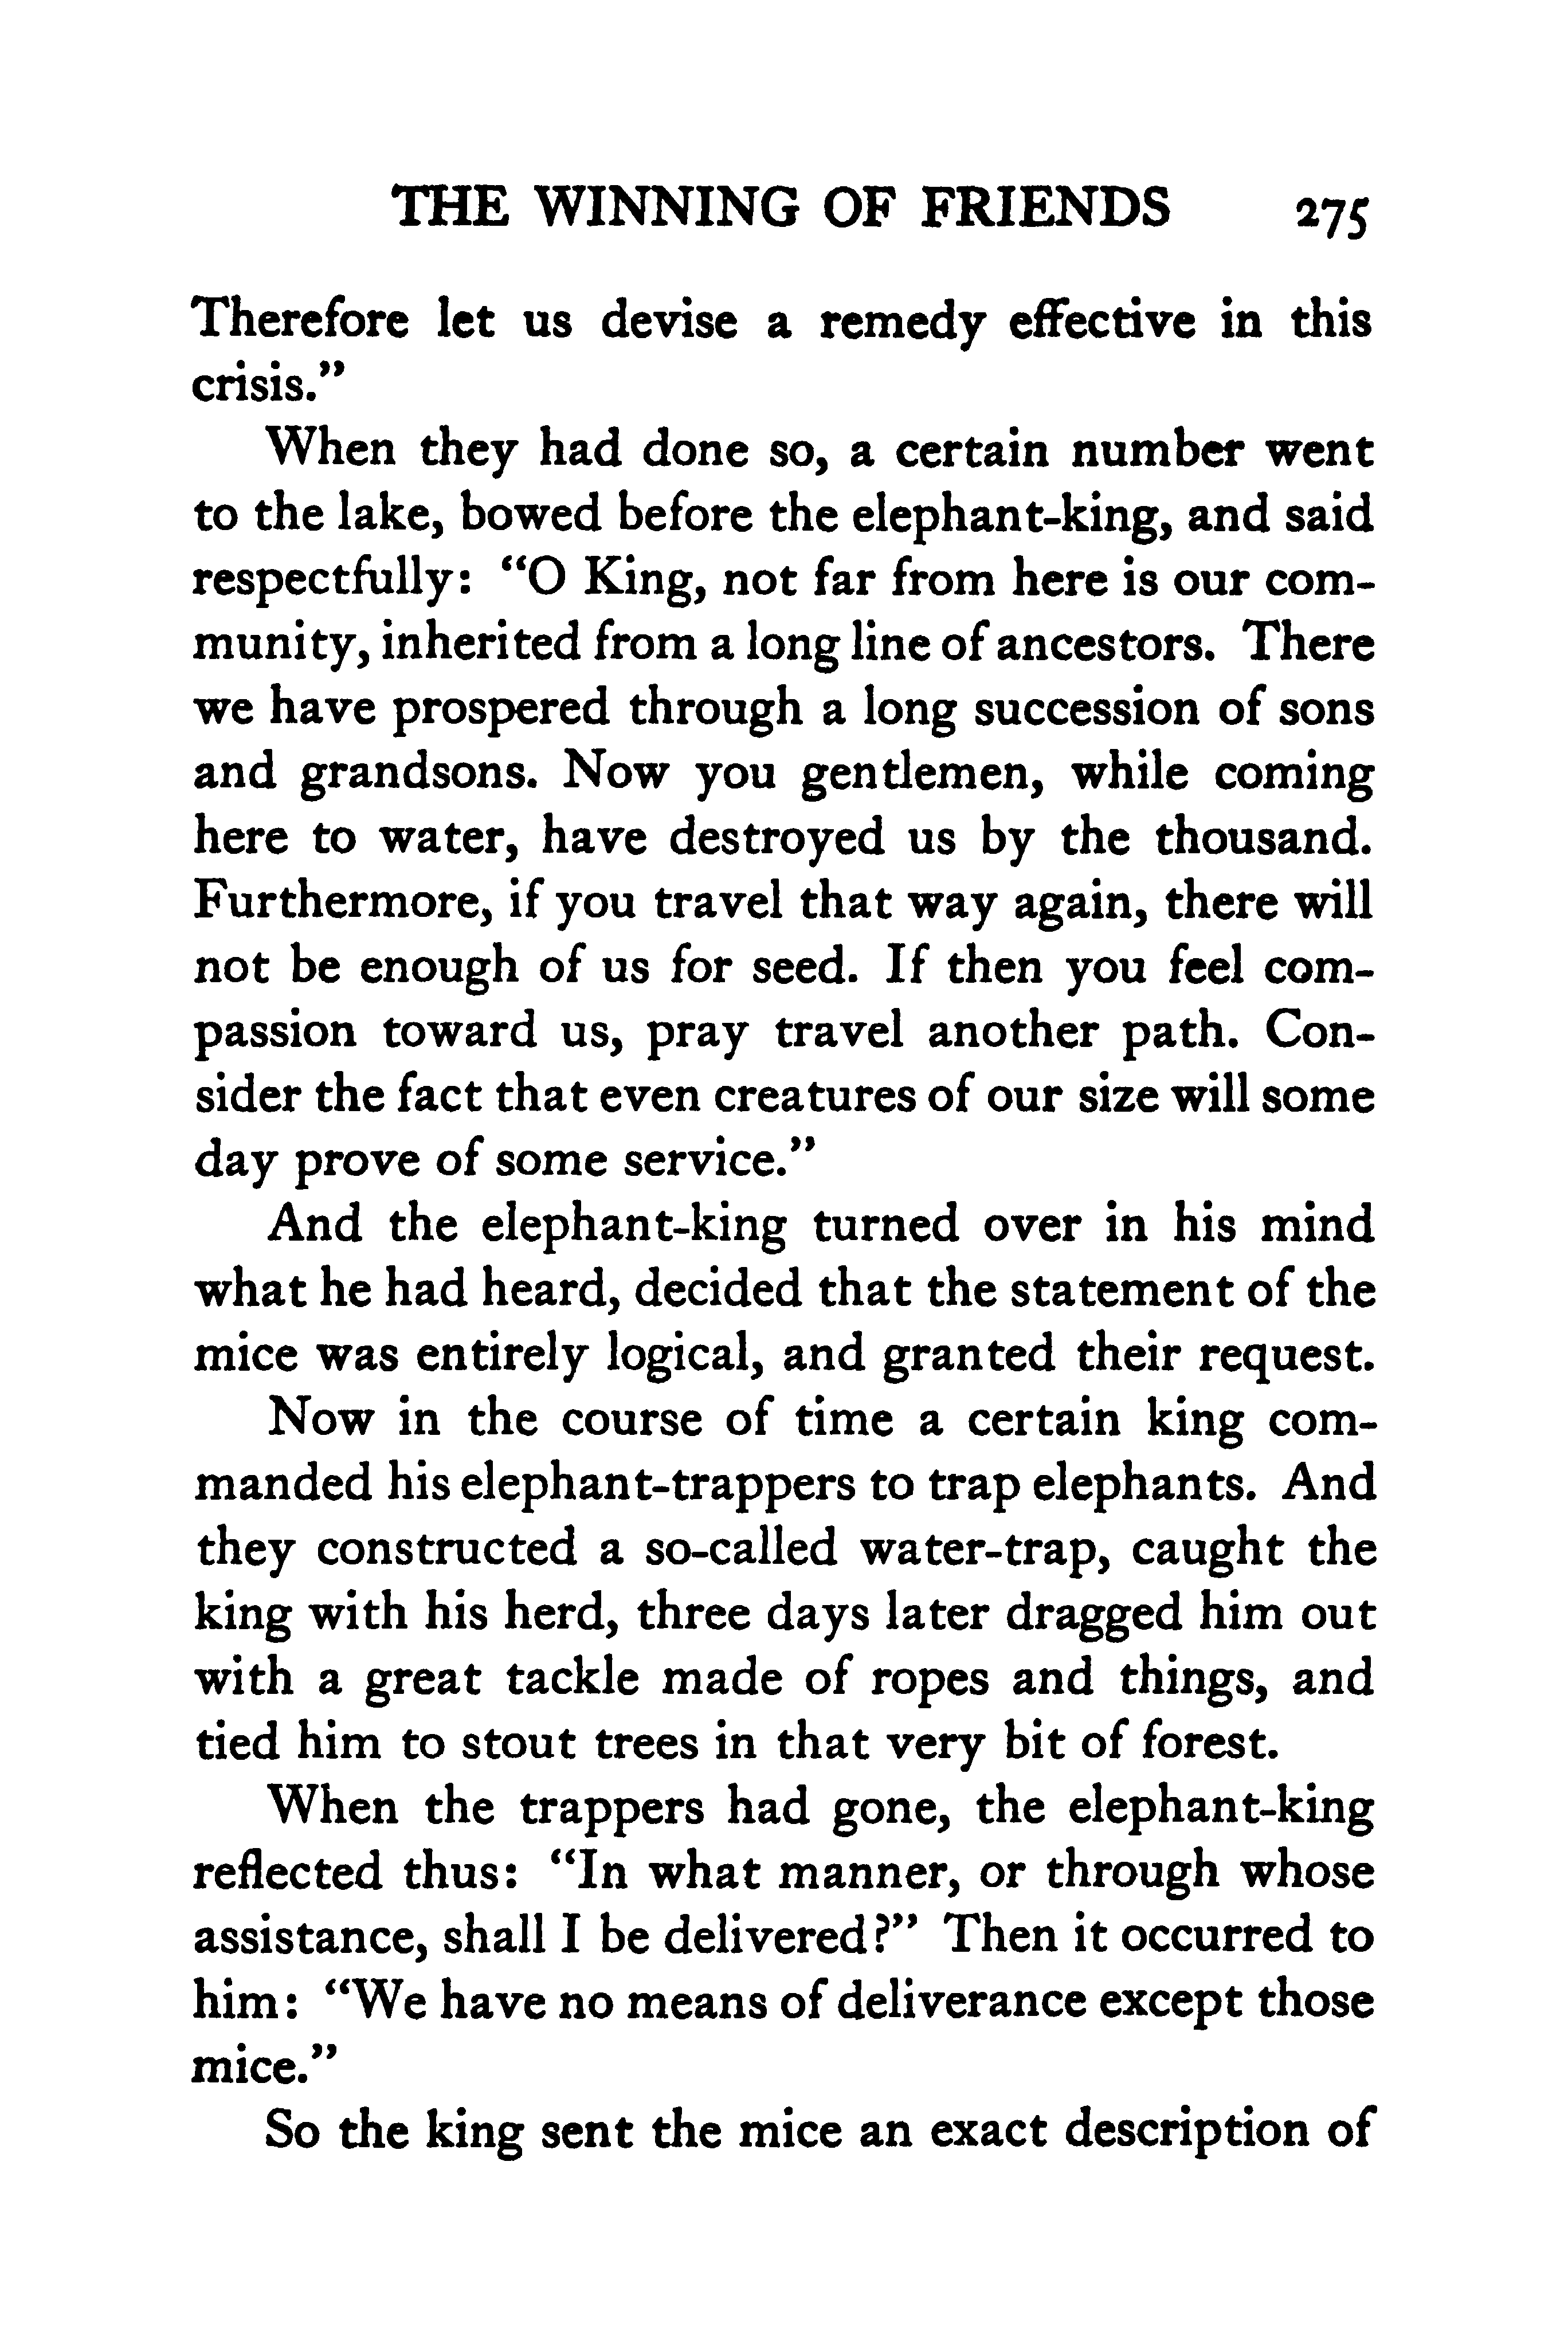 THE WINNING OF FRIENDS 275
Therefore let us devise a remedy effective in this
crisis.”
When they had done so, a certain number went
to the lake, bowed before the elephant-king, and said
respectfully: “O King, not far from here is our com-
munity, inherited from a long line of ancestors. There
we have prospered through a long succession of sons
and grandsons. Now you gentlemen, while coming
here to water, have destroyed us by the thousand.
Furthermore, if you travel that way again, there will
not be enough of us for seed. If then you feel com-
passion toward us, pray travel another path. Con-
sider the fact that even creatures of our size will some
day prove of some service.”
And the elephant-king turned over in his mind
what he had heard, decided that the statement of the
mice was entirely logical, and granted their request.
Now in the course of time a certain king com-
manded his elephant-trappers to trap elephants. And
they constructed a so-called water-trap, caught the
king with his herd, three days later dragged him out
with a great tackle made of ropes and things, and
tied him to stout trees in that very bit of forest.
When the trappers had gone, the elephant-king
reflected thus: “In what manner, or through whose
assistance, shall I be delivered?” Then it occurred to
him: “We have no means of deliverance except those
mice.”
So the king sent the mice an exact description of